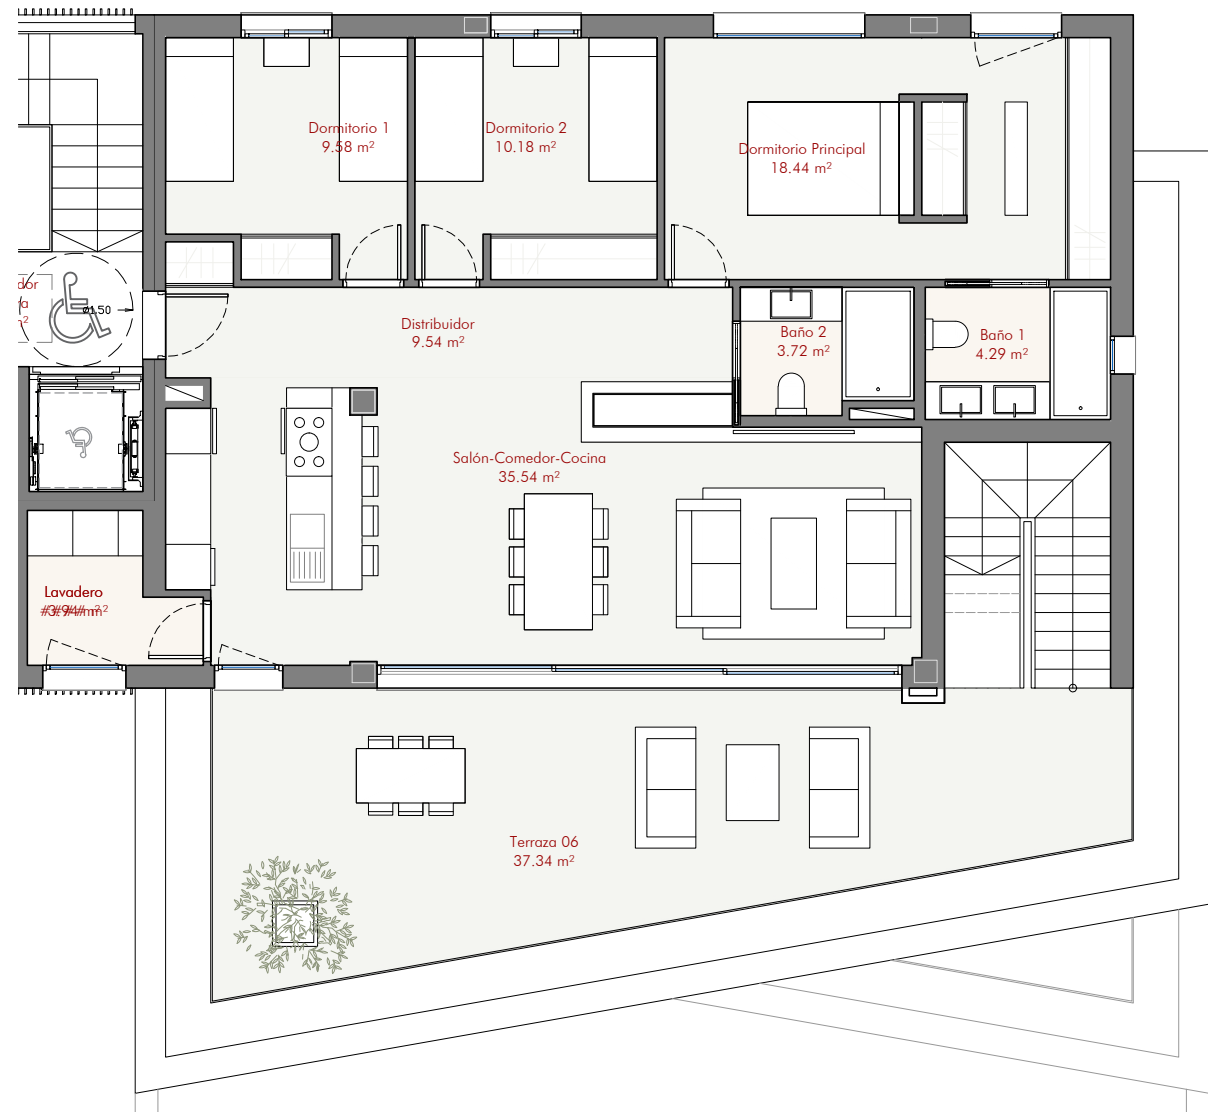 Dormitorio 1
9.58 m²
Dormitorio 2
10.18 m²
Dormitorio Principal
18.44 m²
dor
ø1.50
Distribuidor
9.54 m²
Baño 2
3.72 m²
Baño 1
4.29 m²
Salón-Comedor-Cocina
35.54 m²
Lavadero
Terraza 06
37.34 m²